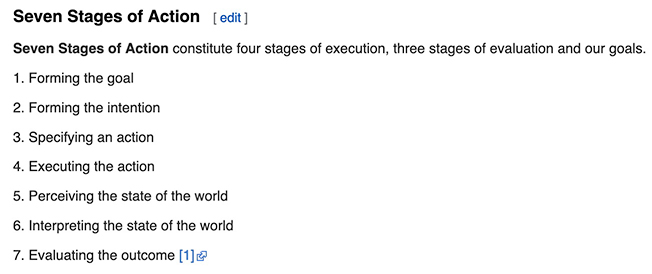 Seven Stages of Action [ edit ]
Seven Stages of Action constitute four stages of execution, three stages of evaluation and our goals.
1. Forming the goal
2. Forming the intention
3. Specifying an action
4. Executing the action
5. Perceiving the state of the world
6. Interpreting the state of the world
7. Evaluating the outcome [1]